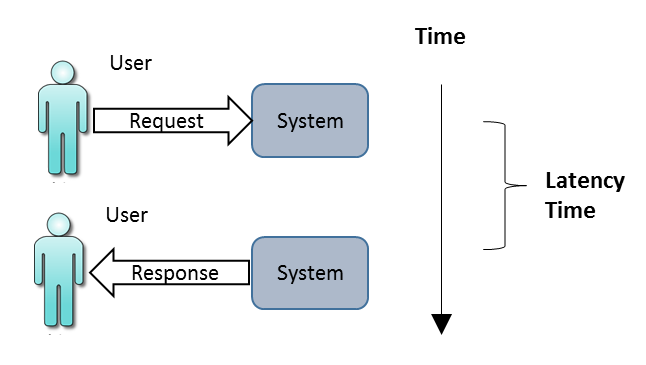 Time
User
Request
System
Latency
Time
User
Response
System